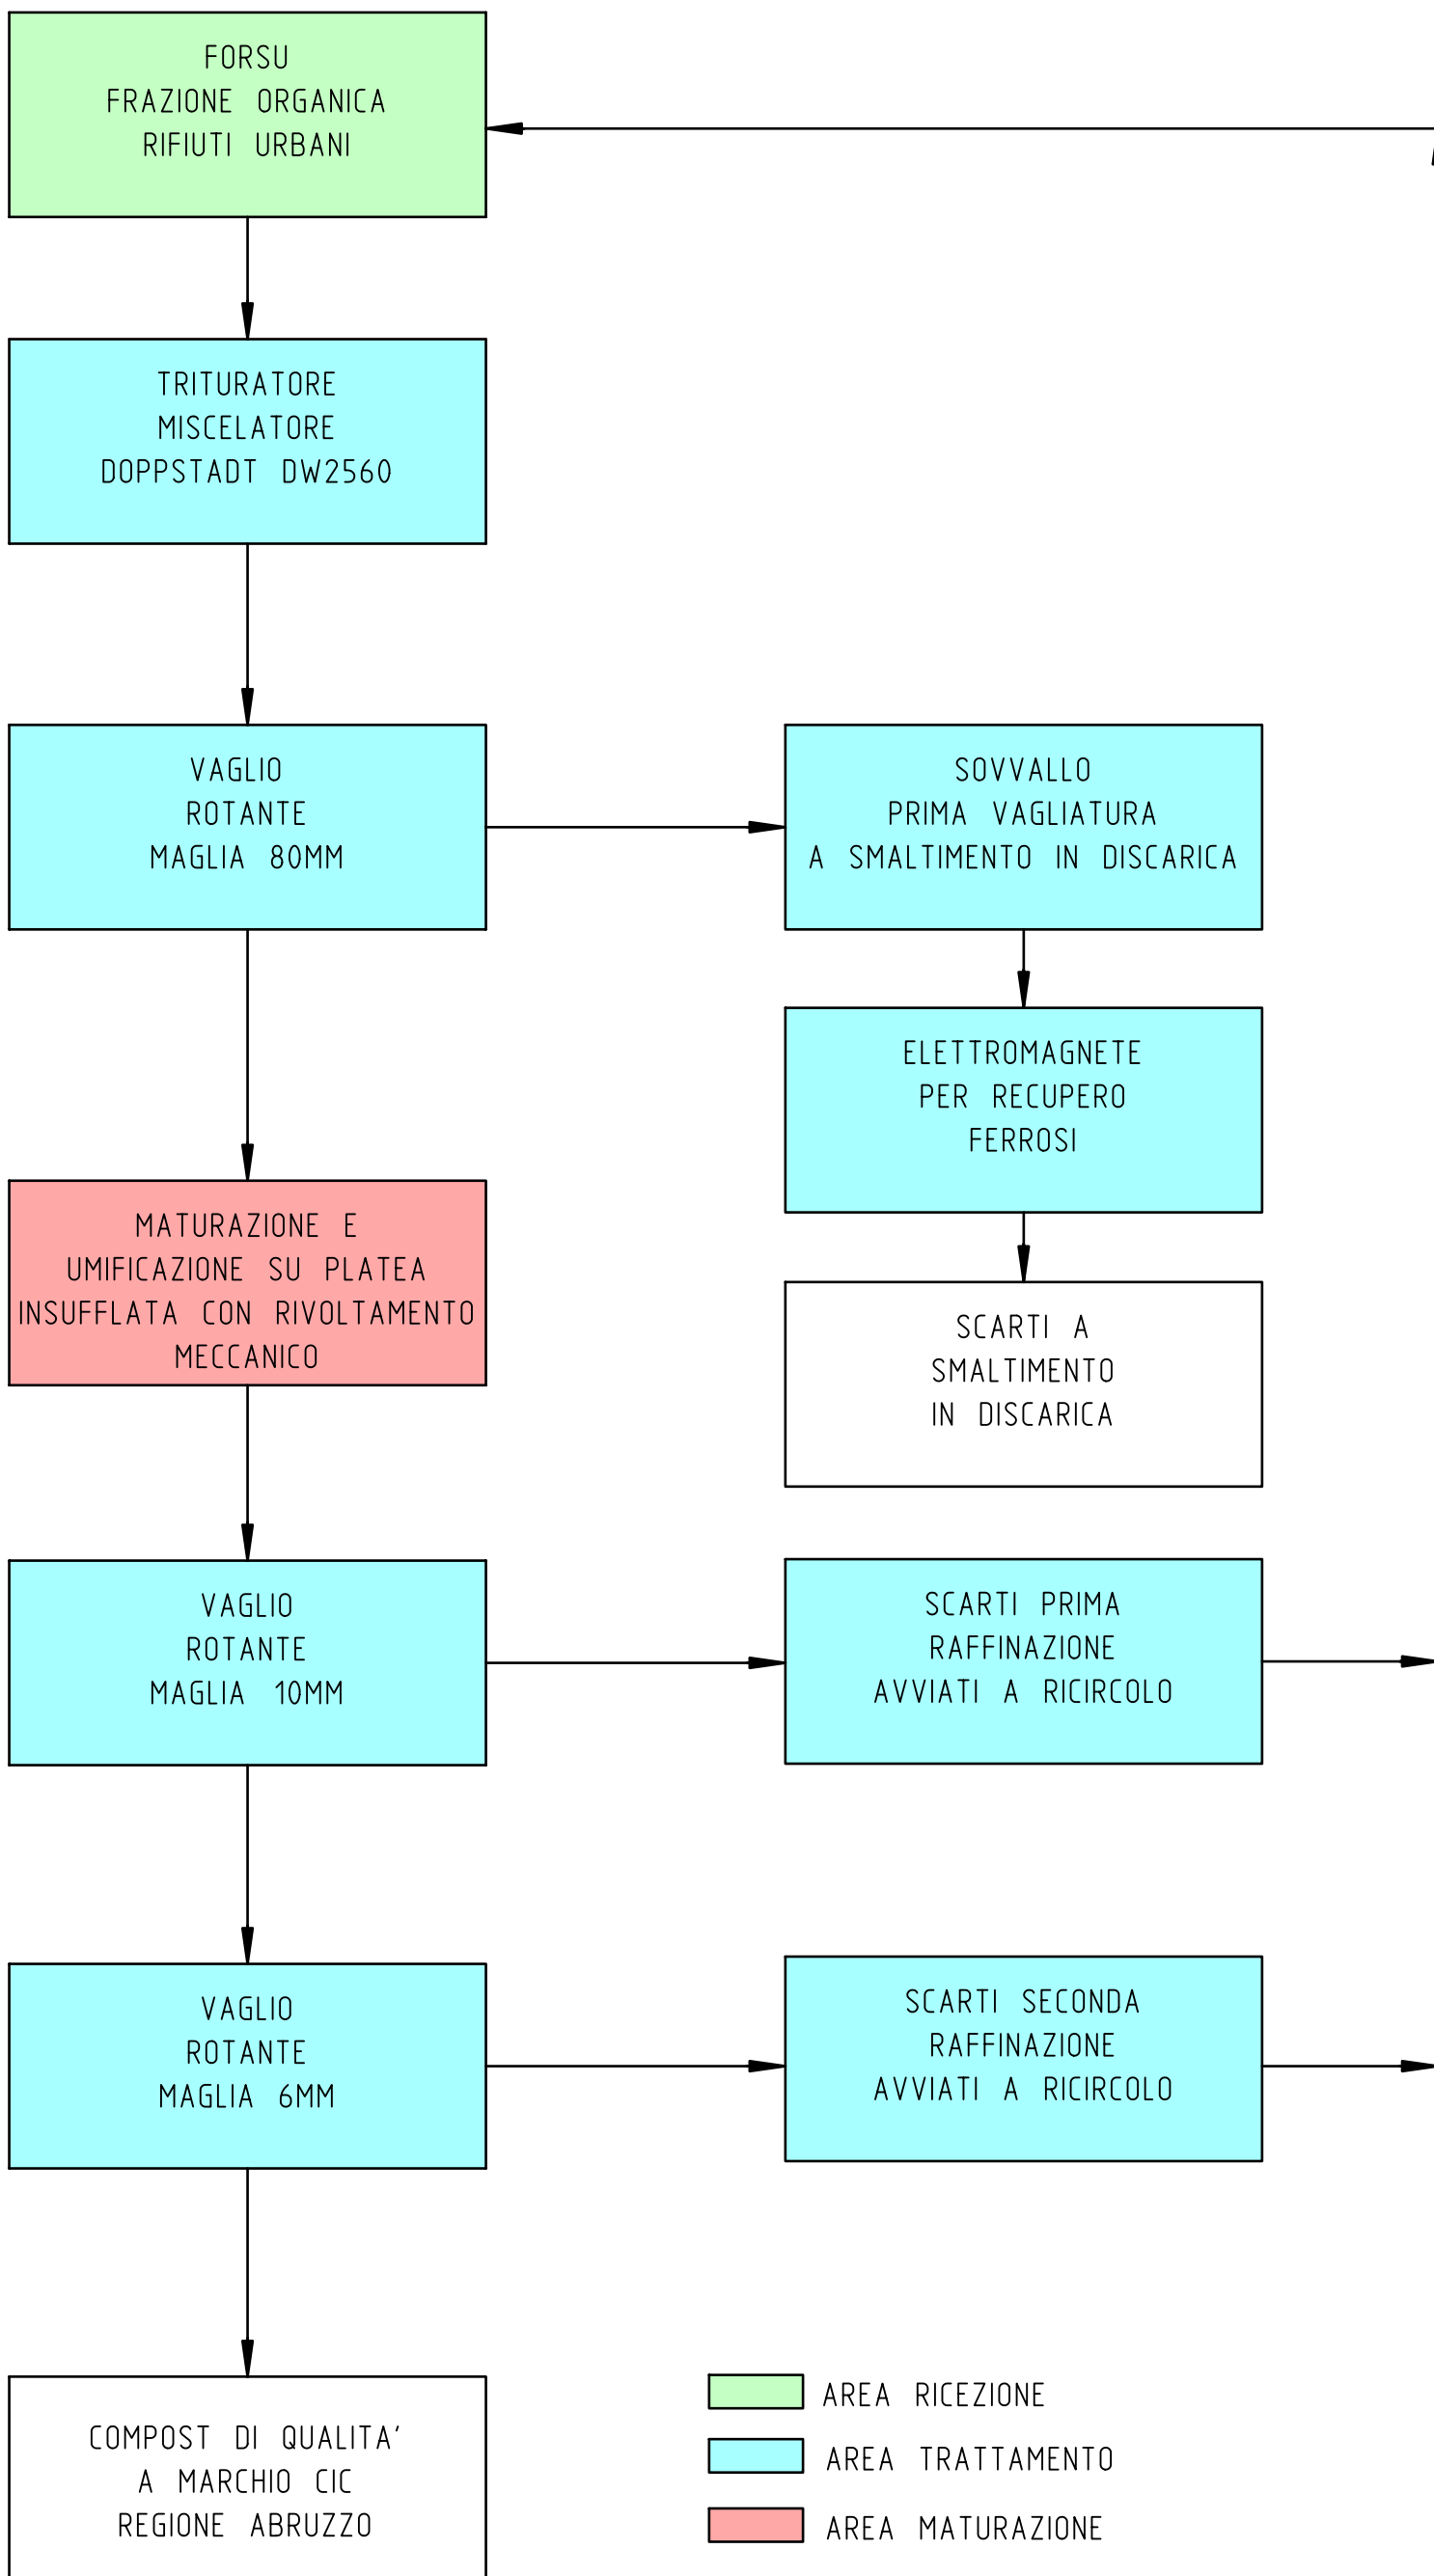 FORSU
FRAZIONE ORGANICA
RIFIUTI URBANI
TRITURATORE
MISCELATORE
DOPPSTADT DW2560
VAGLIO
ROTANTE
MAGLIA 80MM
SOVVALLO
PRIMA VAGLIATURA
A SMALTIMENTO IN DISCARICA
ELETTROMAGNETE
PER RECUPERO
FERROSI
MATURAZIONE E
UMIFICAZIONE SU PLATEA
INSUFFLATA CON RIVOLTAMENTO
MECCANICO
SCARTI A
SMALTIMENTO
IN DISCARICA
VAGLIO
ROTANTE
MAGLIA 10MM
SCARTI PRIMA
RAFFINAZIONE
AVVIATI A RICIRCOLO
VAGLIO
ROTANTE
MAGLIA 6MM
SCARTI SECONDA
RAFFINAZIONE
AVVIATI A RICIRCOLO
COMPOST DI QUALITA'
A MARCHIO CIC
REGIONE ABRUZZO
AREA RICEZIONE
AREA TRATTAMENTO
AREA MATURAZIONE